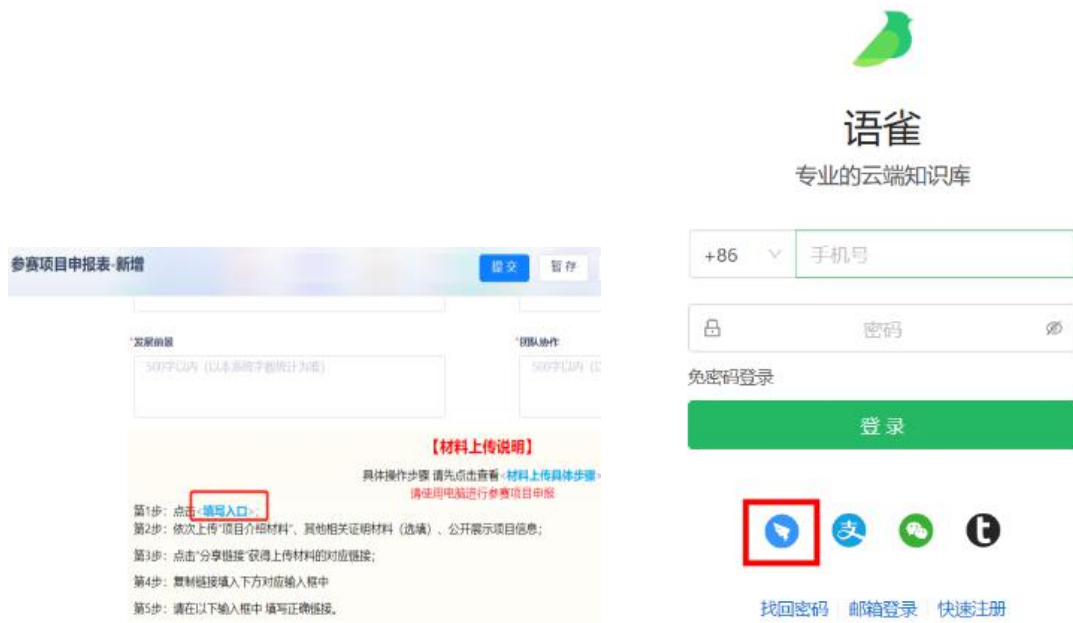 参赛项目申报表-新增
提交
暂存
*发展前景
*团队协作
500字以内（以本系统字数统计为准）
500字以内（以
【材料上传说明】
具体操作步骤 请先点击查看<材料上传具体步骤>
请使用电脑进行参赛项目申报
第1步：点击<填写入口>；
第2步：依次上传“项目介绍材料”、其他相关证明材料（选填）、公开展示项目信息；
第3步：点击“分享链接”获得上传材料的对应链接；
第4步：复制链接填入下方对应输入框中
第5步：请在以下输入框中 填写正确链接。
语雀
专业的云端知识库
+86
手机号
密码
免密码登录
登录
支
找回密码
邮箱登录
快速注册